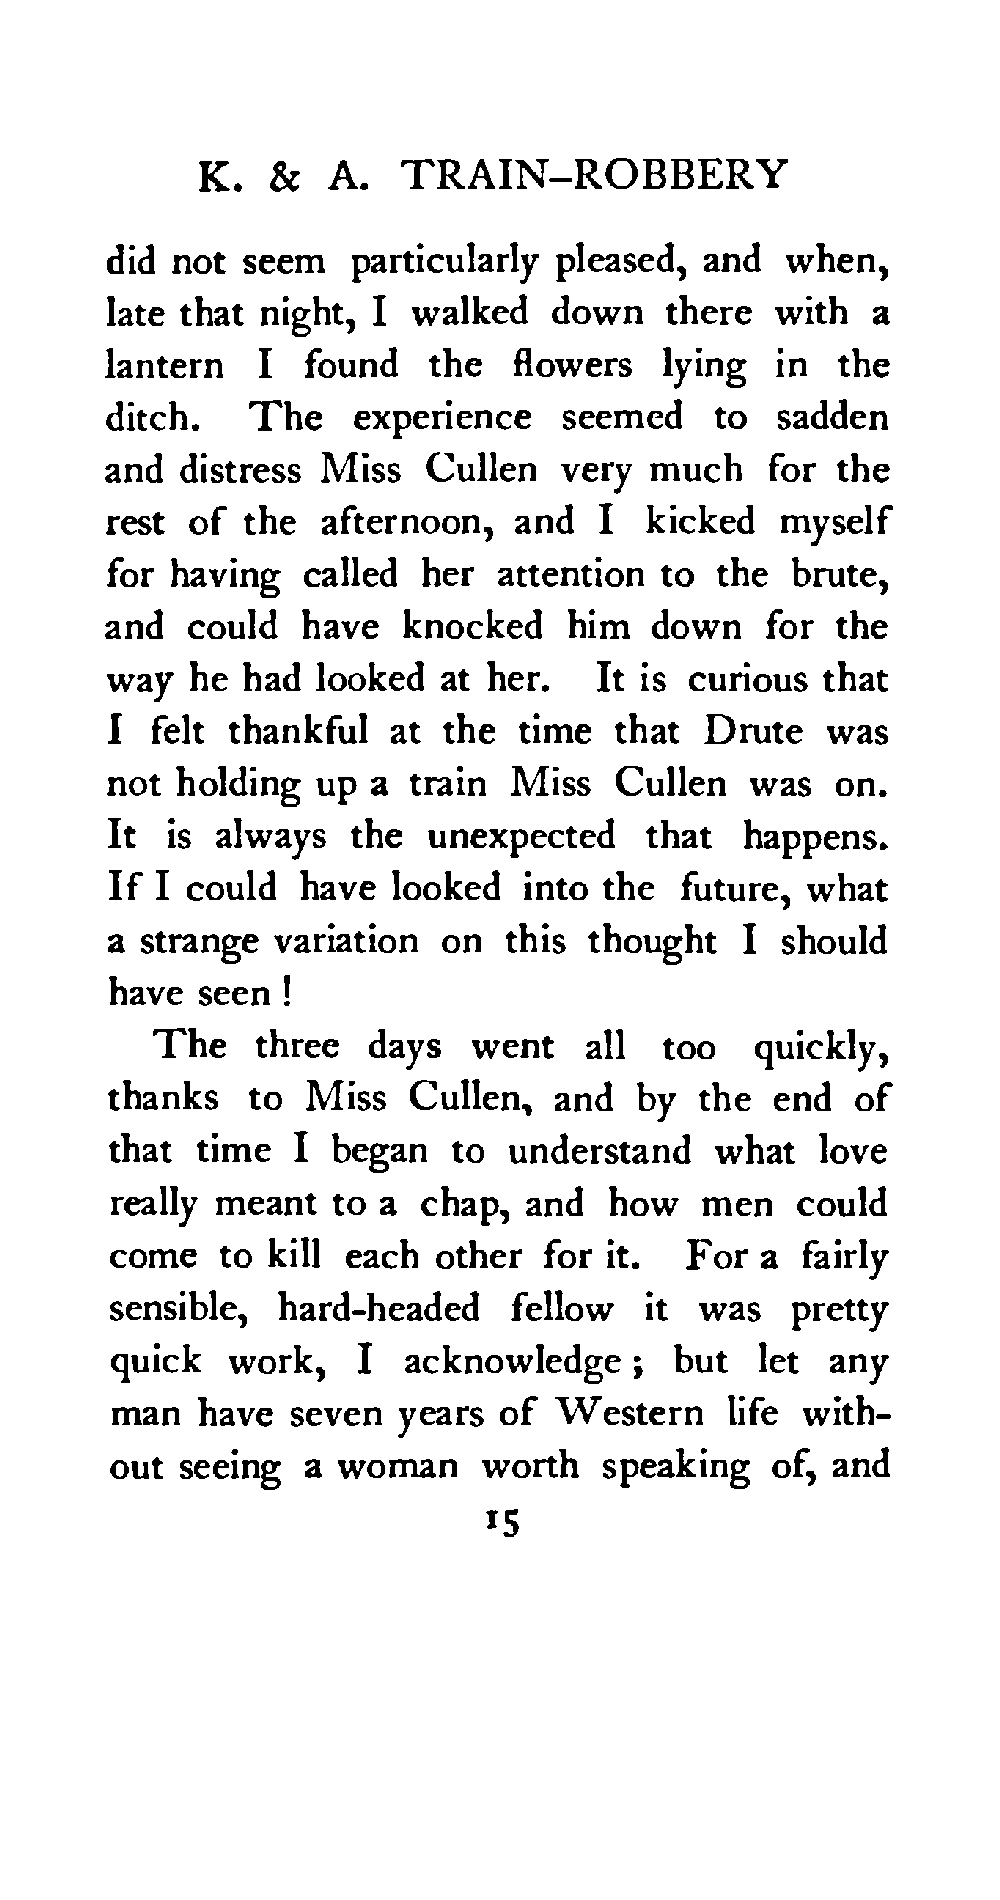 K. & A. TRAIN-ROBBERY
did not seem particularly pleased, and when,
late that night, I walked down there with a
lantern I found the flowers lying in the
ditch. The experience seemed to sadden
and distress Miss Cullen very much for the
rest of the afternoon, and I kicked myself
for having called her attention to the brute,
and could have knocked him down for the
way he had looked at her. It is curious that
I felt thankful at the time that Drute was
not holding up a train Miss Cullen was on.
It is always the unexpected that happens.
If I could have looked into the future, what
a strange variation on this thought I should
have seen !
The three days went all too quickly,
thanks to Miss Cullen, and by the end of
that time I began to understand what love
really meant to a chap, and how men could
come to kill each other for it. For a fairly
sensible, hard-headed fellow it was pretty
quick work, I acknowledge ; but let any
man have seven years of Western life with-
out seeing a woman worth speaking of, and
15